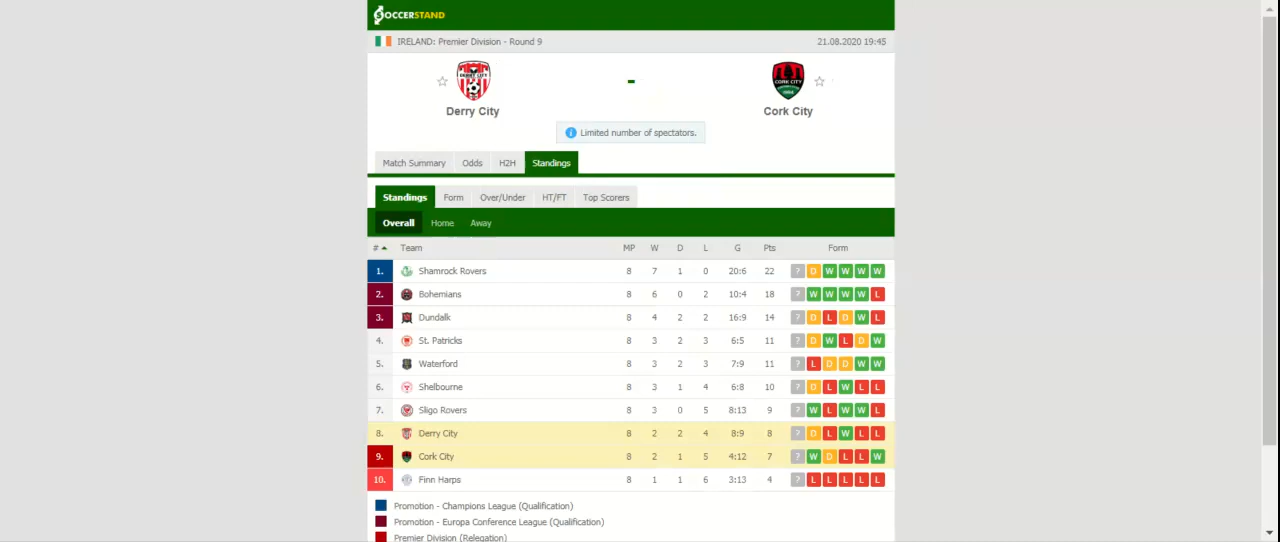 SOCCERSTAND
IRELAND: Premier Division - Round 9 21.08.2020 19:45
DERRY CITY CORK CITY
-
Derry City Cork City
Limited number of spectators.
Match Summary Odds H2H Standings
Standings Form Over/Under HT/FT Top Scorers
Overall Home Away
# Team MP W D L G Pts Form
1. Shamrock Rovers 8 7 1 0 20:6 22 ? D W W W W
2. Bohemians 8 6 0 2 10:4 18 ? W W W W L
3. Dundalk 8 4 2 2 16:9 14 ? D L D W L
4. St. Patricks 8 3 2 3 6:5 11 ? D W L D W
5. Waterford 8 3 2 3 7:9 11 ? L D D W W
6. Shelbourne 8 3 1 4 6:8 10 ? D L W L L
7. Sligo Rovers 8 3 0 5 8:13 9 ? W L W W L
8. Derry City 8 2 2 4 8:9 8 ? D L W L L
9. Cork City 8 2 1 5 4:12 7 ? W D L L W
10. Finn Harps 8 1 1 6 3:13 4 ? L L L L L
Promotion - Champions League (Qualification)
Promotion - Europa Conference League (Qualification)
Premier Division (Relegation)